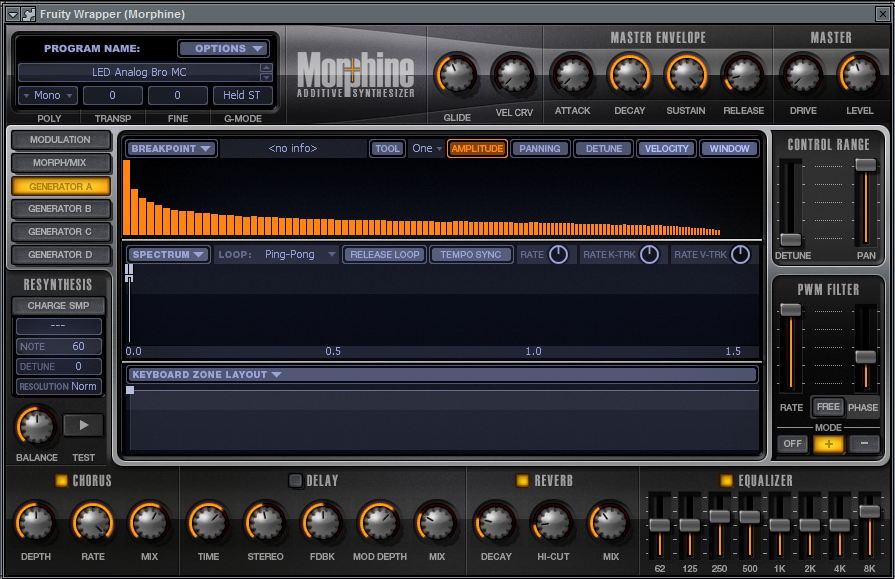 Fruity Wrapper (Morphine)
PROGRAM NAME:
OPTIONS
LED Analog Bro MC
Mono
0
0
Held ST
POLY
TRANSP
FINE
G-MODE
Morphine
ADDITIVE SYNTHESIZER
GLIDE
VEL CRV
MASTER ENVELOPE
ATTACK
DECAY
SUSTAIN
RELEASE
MASTER
DRIVE
LEVEL
MODULATION
MORPH/MIX
GENERATOR A
GENERATOR B
GENERATOR C
GENERATOR D
BREAKPOINT
<no info>
TOOL
One
AMPLITUDE
PANNING
DETUNE
VELOCITY
WINDOW
SPECTRUM
LOOP:
Ping-Pong
RELEASE LOOP
TEMPO SYNC
RATE
RATE K-TRK
RATE V-TRK
0.0
0.5
1.0
1.5
KEYBOARD ZONE LAYOUT
CONTROL RANGE
DETUNE
PAN
PWM FILTER
RATE
FREE
PHASE
MODE
OFF
+
-
RESYNTHESIS
CHARGE SMP
---
NOTE 60
DETUNE 0
RESOLUTION Norm
BALANCE
TEST
CHORUS
DEPTH
RATE
MIX
DELAY
TIME
STEREO
FDBK
MOD DEPTH
MIX
REVERB
DECAY
HI-CUT
MIX
EQUALIZER
62
125
250
500
1K
2K
4K
8K